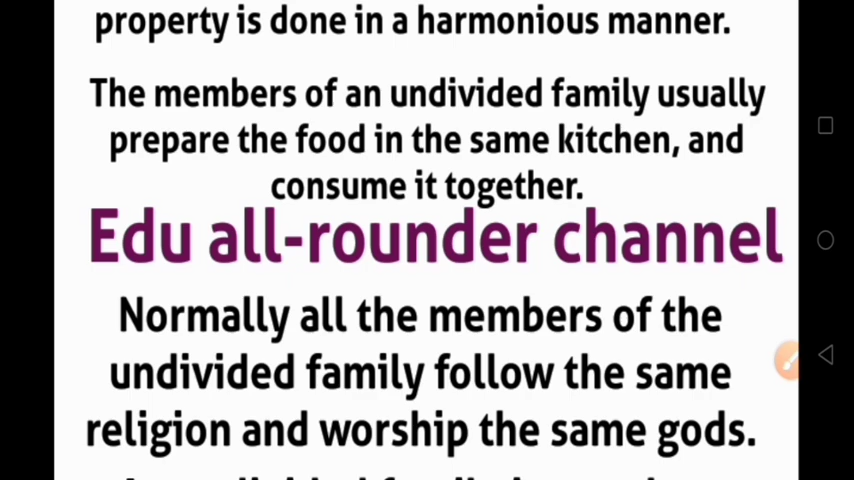 property is done in a harmonious manner.
The members of an undivided family usually
prepare the food in the same kitchen, and
consume it together.
Edu all-rounder channel
Normally all the members of the
undivided family follow the same
religion and worship the same gods.